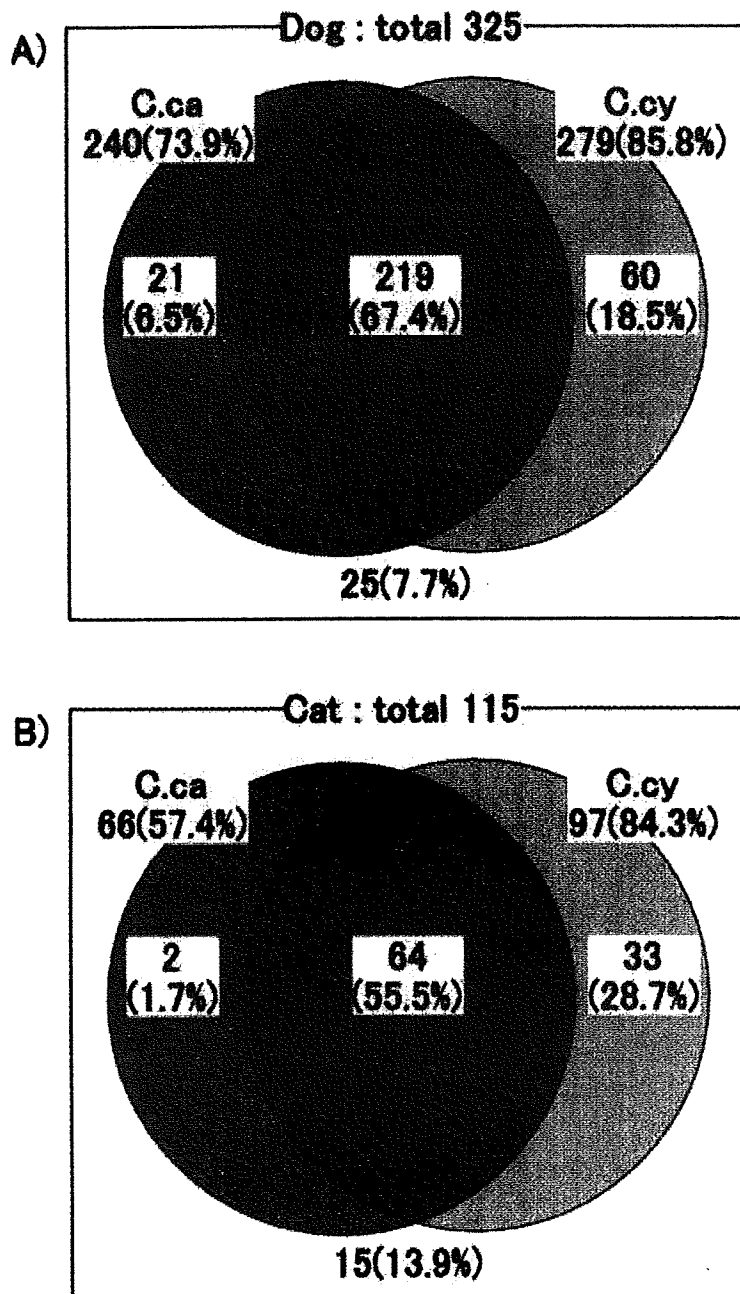 A)
Dog : total 325
C.ca
240(73.9%)
C.cy
279(85.8%)
21
(6.5%)
219
(67.4%)
60
(18.5%)
25(7.7%)
B)
Cat : total 115
C.ca
66(57.4%)
C.cy
97(84.3%)
2
(1.7%)
64
(55.5%)
33
(28.7%)
15(13.9%)